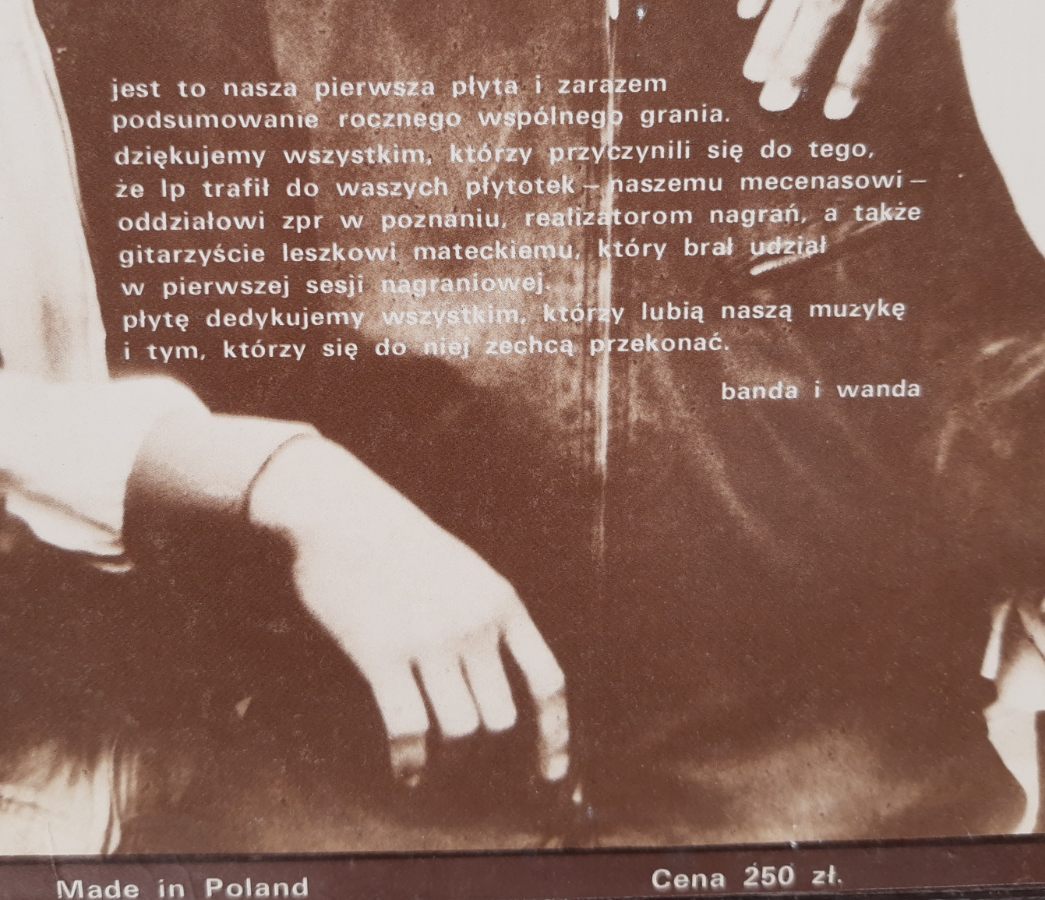 jest to nasza pierwsza płyta i zarazem
podsumowanie rocznego wspólnego grania.
dziękujemy wszystkim, którzy przyczynili się do tego,
że lp trafił do waszych płytotek – naszemu mecenasowi –
oddziałowi zpr w poznaniu, realizatorom nagrań, a także
gitarzyście leszkowi mateckiemu, który brał udział
w pierwszej sesji nagraniowej.
płytę dedykujemy wszystkim, którzy lubią naszą muzykę
i tym, którzy się do niej zechcą przekonać.
banda i wanda
Made in Poland
Cena 250 zł.